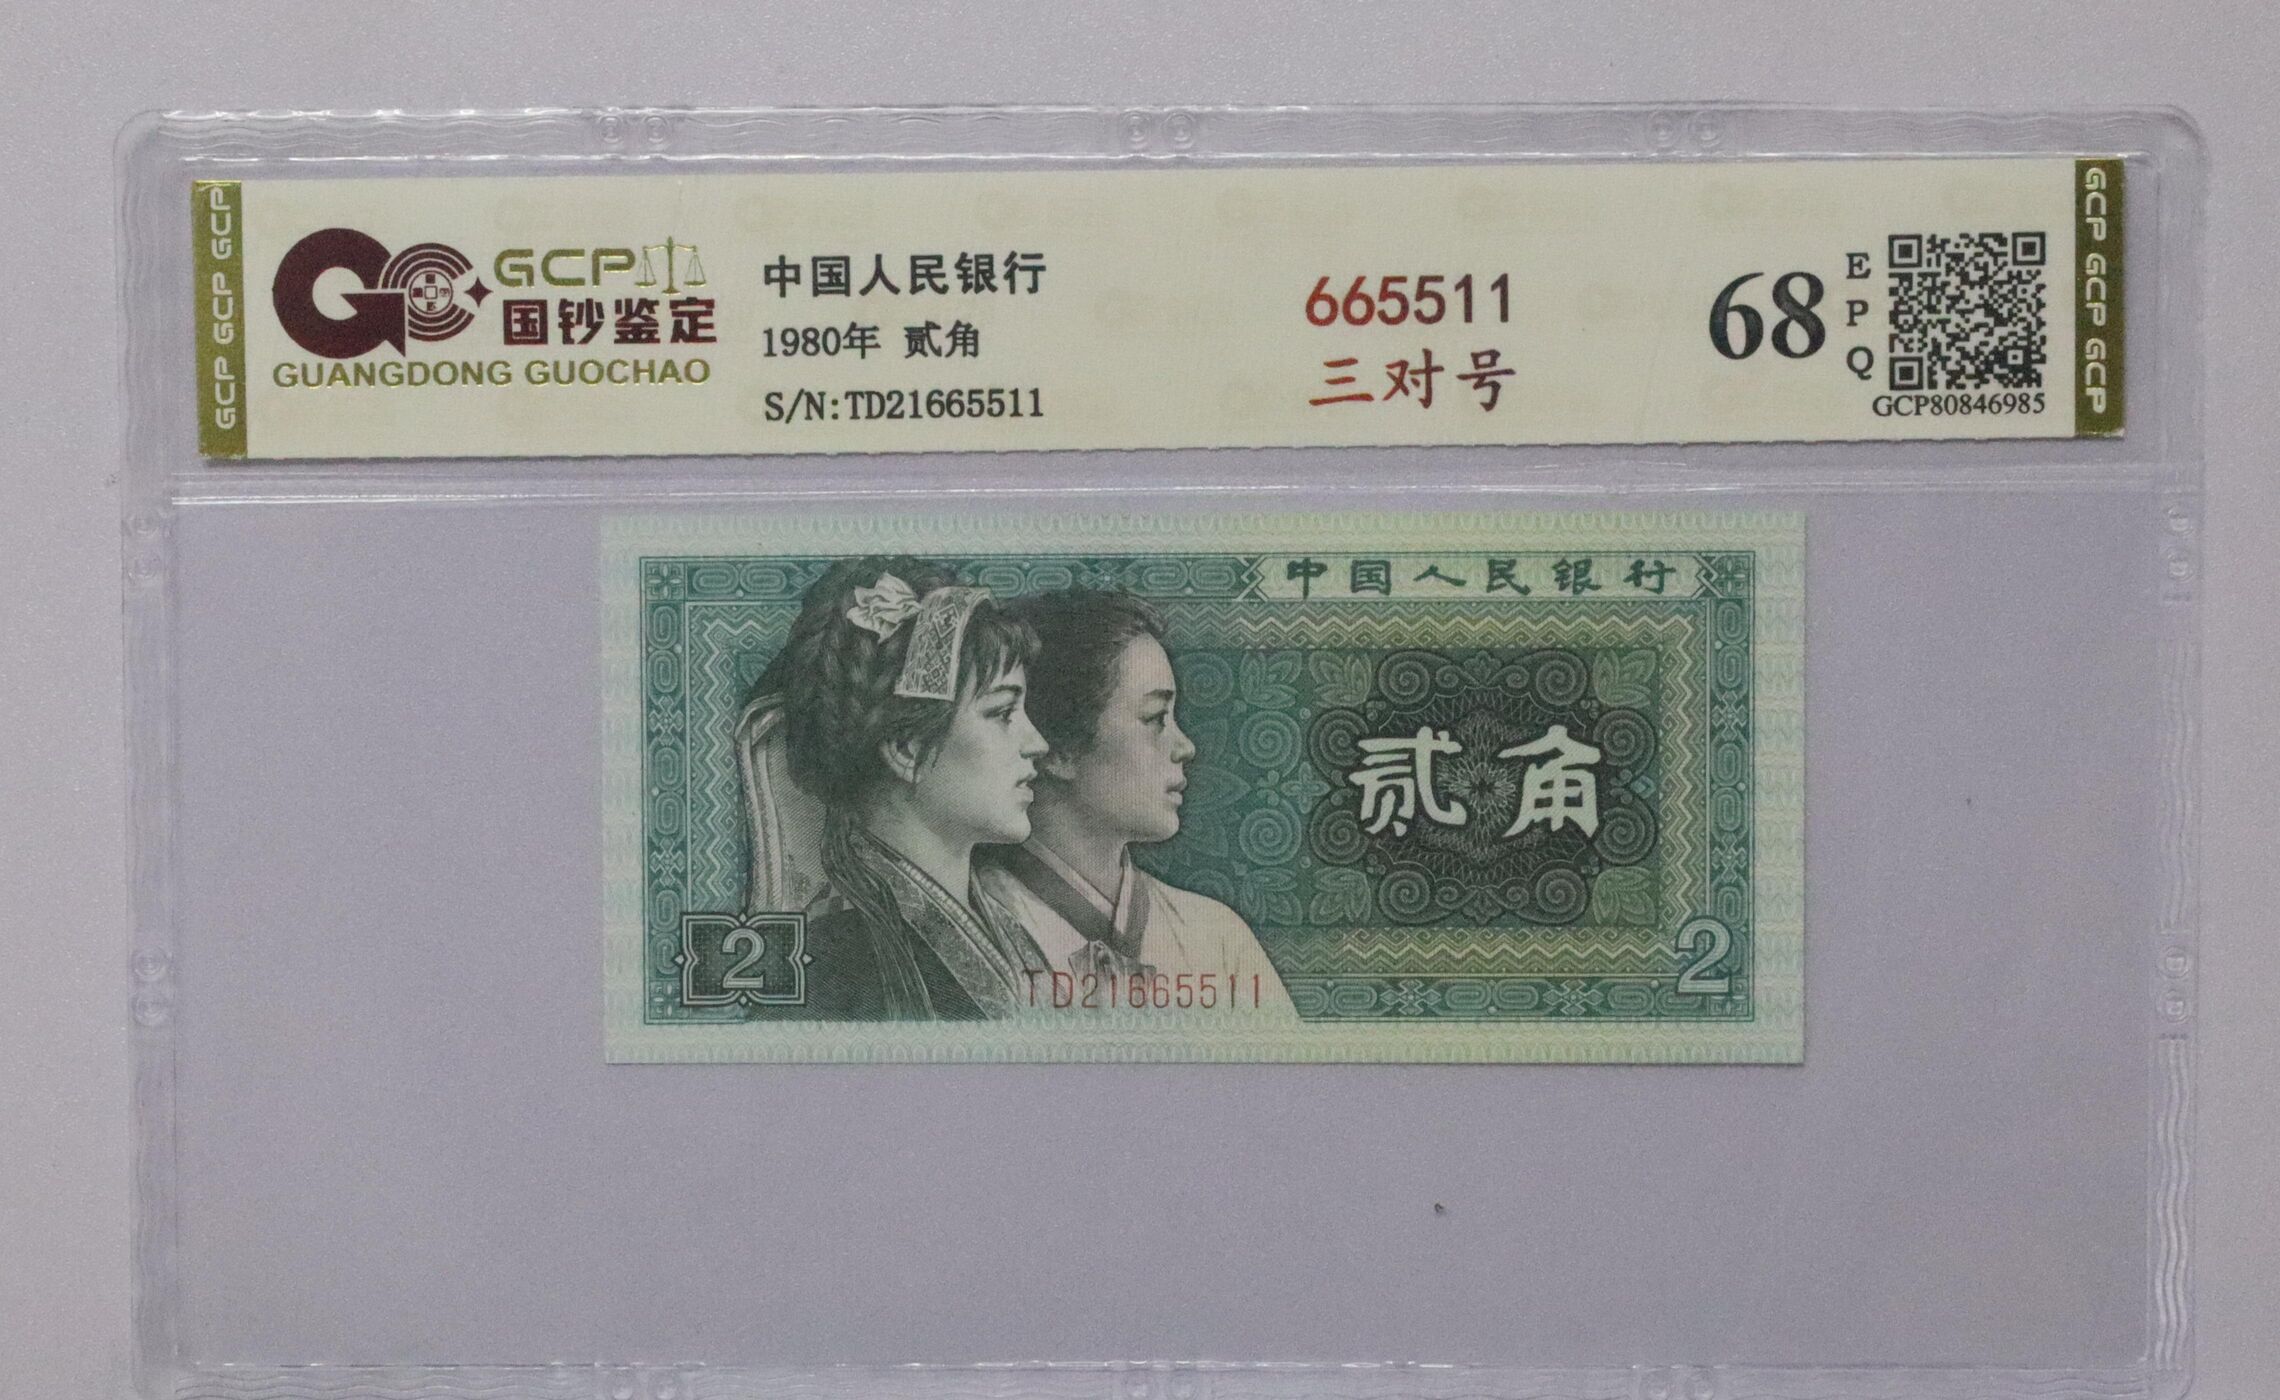 GCP GCP GCP
GCP
国钞鉴定
GUANGDONG GUOCHAO
中国人民银行
1980年 贰角
S/N:TD21665511
665511
三对号
68
EPQ
GCP80846985
GCP GCP GCP
中国人民银行
贰角
2
TD21665511
2